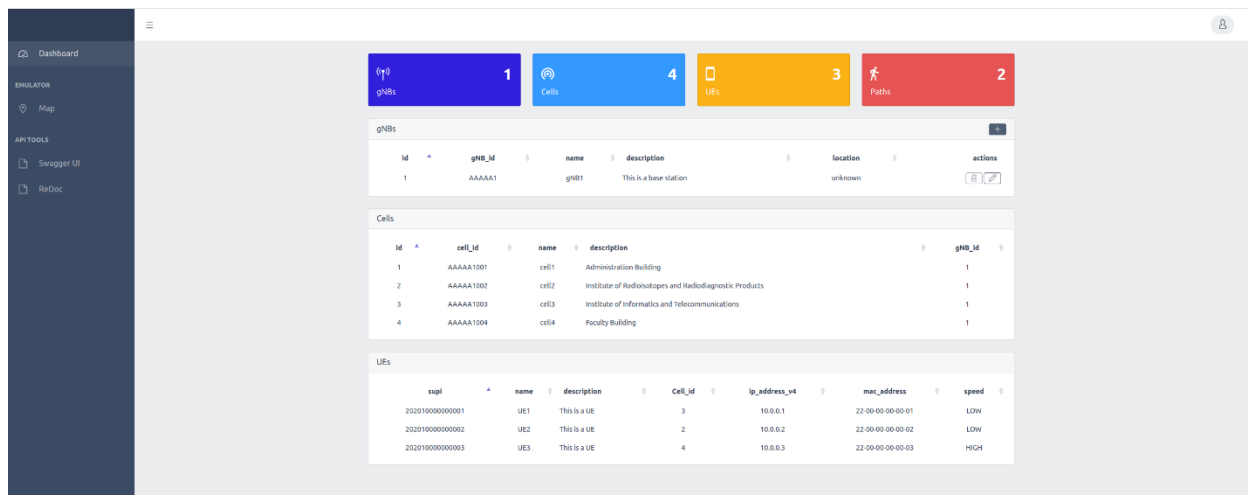 Dashboard
EMULATOR
Map
API TOOLS
Swagger UI
ReDoc
1
gNBs
4
Cells
3
UEs
2
Paths
gNBs
+
id gNB_id name description location actions
1 AAAAA1 gNB1 This is a base station unknown
Cells
id cell_id name description gNB_id
1 AAAAA1001 cell1 Administration Building 1
2 AAAAA1002 cell2 Institute of Radioisotopes and Radiodiagnostic Products 1
3 AAAAA1003 cell3 Institute of Informatics and Telecommunications 1
4 AAAAA1004 cell4 Faculty Building 1
UEs
supi name description Cell_id ip_address_v4 mac_address speed
202010000000001 UE1 This is a UE 3 10.0.0.1 22-00-00-00-00-01 LOW
202010000000002 UE2 This is a UE 2 10.0.0.2 22-00-00-00-00-02 LOW
202010000000003 UE3 This is a UE 4 10.0.0.3 22-00-00-00-00-03 HIGH